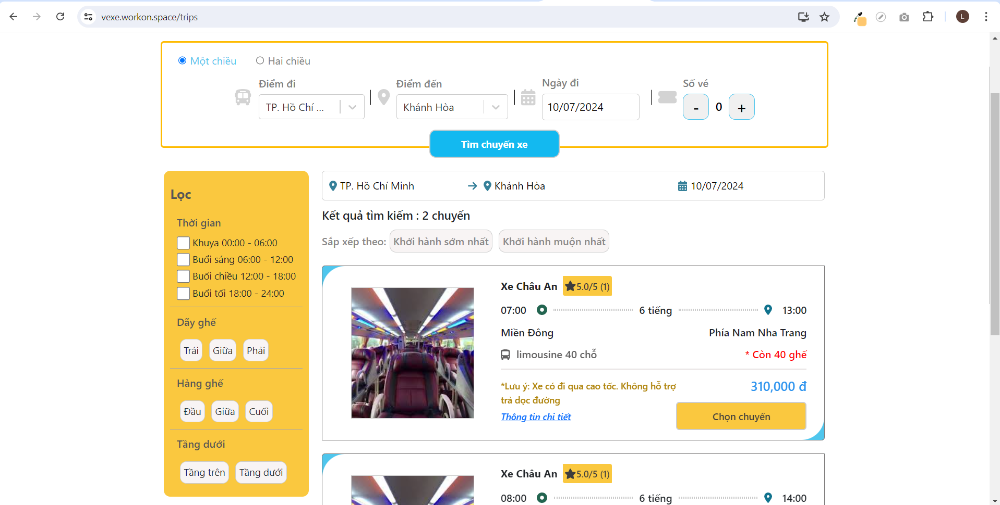 vexe.workon.space/trips
L
Một chiều
Hai chiều
Điểm đi
Điểm đến
Ngày đi
Số vé
TP. Hồ Chí ...
Khánh Hòa
10/07/2024
- 0 +
Tìm chuyến xe
Lọc
Thời gian
Khuya 00:00 - 06:00
Buổi sáng 06:00 - 12:00
Buổi chiều 12:00 - 18:00
Buổi tối 18:00 - 24:00
Dãy ghế
Trái
Giữa
Phải
Hàng ghế
Đầu
Giữa
Cuối
Tầng dưới
Tầng trên
Tầng dưới
TP. Hồ Chí Minh
Khánh Hòa
10/07/2024
Kết quả tìm kiếm : 2 chuyến
Sắp xếp theo:
Khởi hành sớm nhất
Khởi hành muộn nhất
Xe Châu An
5.0/5 (1)
07:00
6 tiếng
13:00
Miền Đông
Phía Nam Nha Trang
limousine 40 chỗ
* Còn 40 ghế
*Lưu ý: Xe có đi qua cao tốc. Không hỗ trợ
trả dọc đường
310,000 đ
Thông tin chi tiết
Chọn chuyến
Xe Châu An
5.0/5 (1)
08:00
6 tiếng
14:00